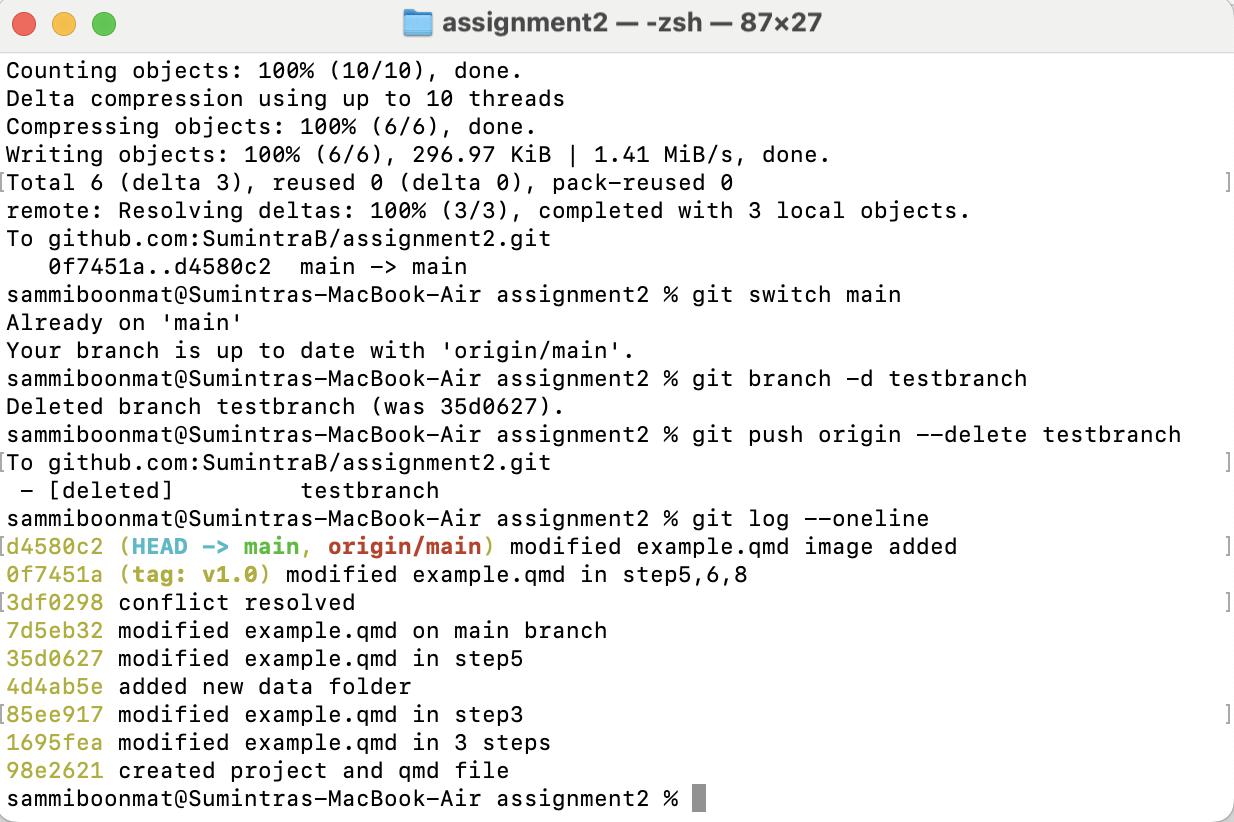 assignment2 — -zsh — 87×27
Counting objects: 100% (10/10), done.
Delta compression using up to 10 threads
Compressing objects: 100% (6/6), done.
Writing objects: 100% (6/6), 296.97 KiB | 1.41 MiB/s, done.
[Total 6 (delta 3), reused 0 (delta 0), pack-reused 0 ]
remote: Resolving deltas: 100% (3/3), completed with 3 local objects.
To github.com:SumintraB/assignment2.git
   0f7451a..d4580c2  main -> main
sammiboonmat@Sumintras-MacBook-Air assignment2 % git switch main
Already on 'main'
Your branch is up to date with 'origin/main'.
sammiboonmat@Sumintras-MacBook-Air assignment2 % git branch -d testbranch
Deleted branch testbranch (was 35d0627).
sammiboonmat@Sumintras-MacBook-Air assignment2 % git push origin --delete testbranch
[To github.com:SumintraB/assignment2.git ]
 - [deleted]         testbranch
sammiboonmat@Sumintras-MacBook-Air assignment2 % git log --oneline
[d4580c2 (HEAD -> main, origin/main) modified example.qmd image added ]
0f7451a (tag: v1.0) modified example.qmd in step5,6,8
[3df0298 conflict resolved ]
7d5eb32 modified example.qmd on main branch
35d0627 modified example.qmd in step5
4d4ab5e added new data folder
[85ee917 modified example.qmd in step3 ]
1695fea modified example.qmd in 3 steps
98e2621 created project and qmd file
sammiboonmat@Sumintras-MacBook-Air assignment2 %